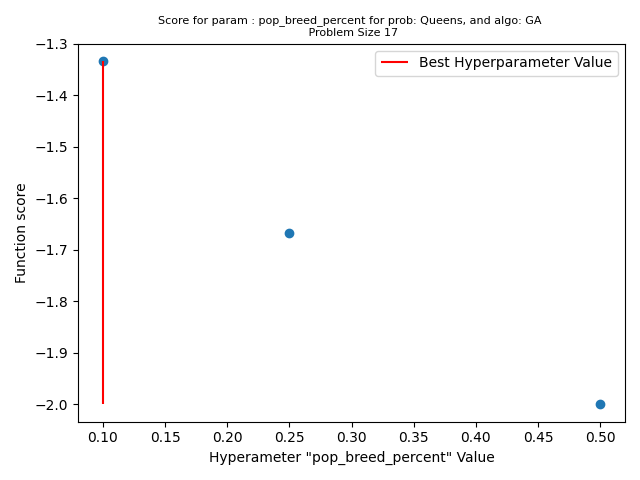 Score for param : pop_breed_percent for prob: Queens, and algo: GA
Problem Size 17
Best Hyperparameter Value
Function score
−1.3
−1.4
−1.5
−1.6
−1.7
−1.8
−1.9
−2.0
0.10 0.15 0.20 0.25 0.30 0.35 0.40 0.45 0.50
Hyperameter "pop_breed_percent" Value